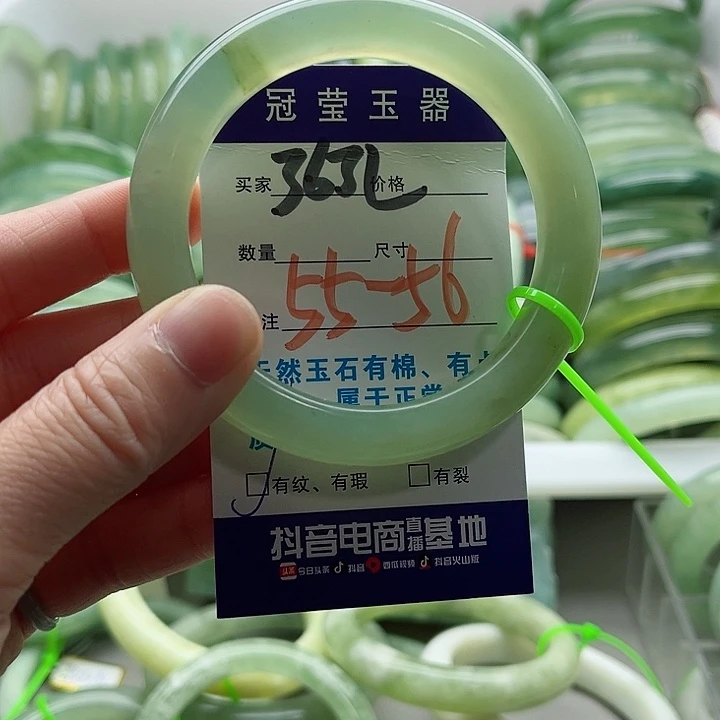 冠莹玉器
买家 363L 价格
数量 尺寸
注 55-56
天然玉石有棉、有
属于正常
有纹、有瑕 有裂
抖音电商直播基地
头条 今日头条 抖音 西瓜视频 抖音火山版